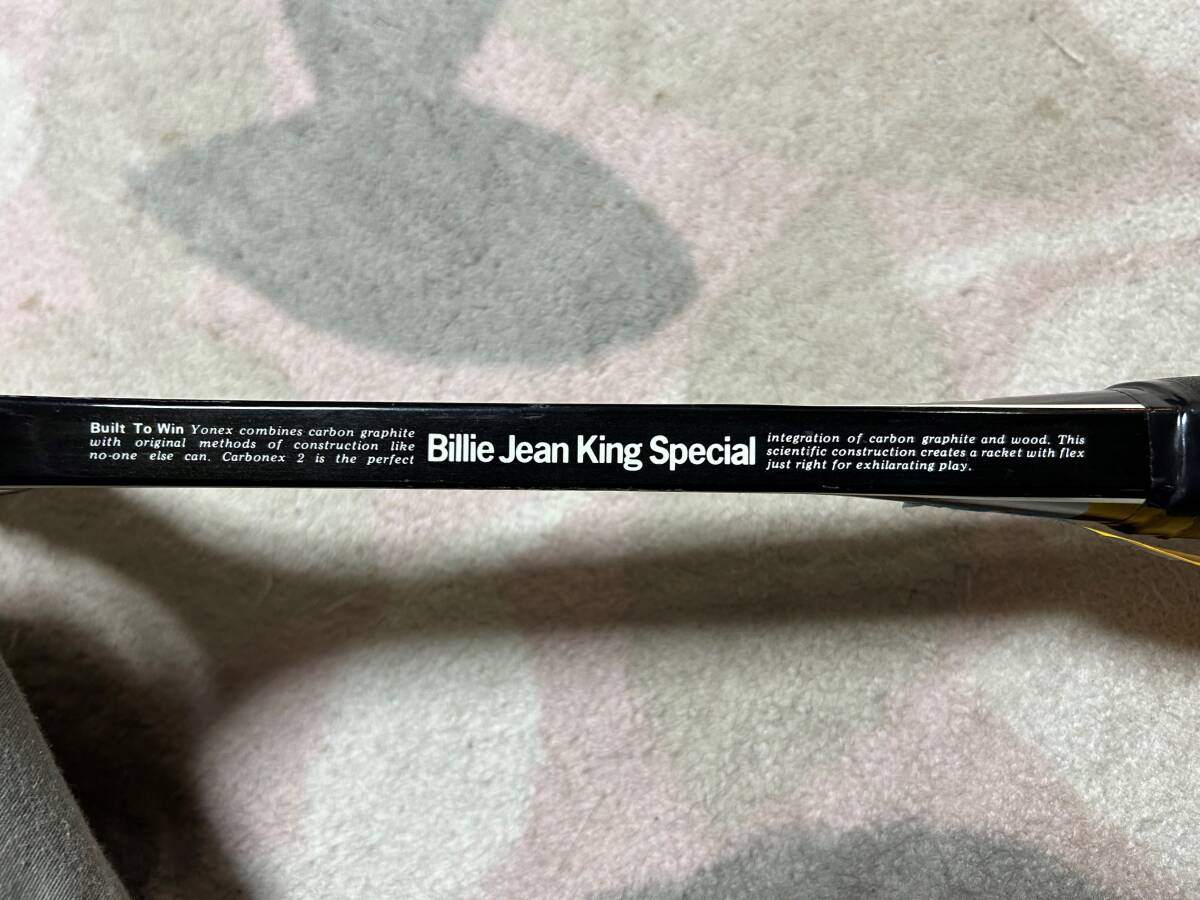 Built To Win Yonex combines carbon graphite
with original methods of construction like
no-one else can. Carbonex 2 is the perfect
Billie Jean King Special
integration of carbon graphite and wood. This
scientific construction creates a racket with flex
just right for exhilarating play.